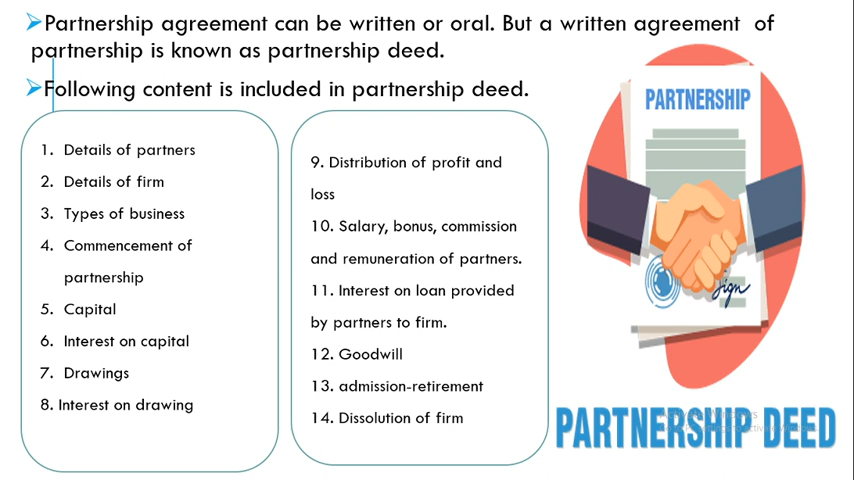 ➢Partnership agreement can be written or oral. But a written agreement of
partnership is known as partnership deed.
➢Following content is included in partnership deed.
1. Details of partners
2. Details of firm
3. Types of business
4. Commencement of
partnership
5. Capital
6. Interest on capital
7. Drawings
8. Interest on drawing
9. Distribution of profit and
loss
10. Salary, bonus, commission
and remuneration of partners.
11. Interest on loan provided
by partners to firm.
12. Goodwill
13. admission-retirement
14. Dissolution of firm
PARTNERSHIP
Sign
PARTNERSHIP DEED